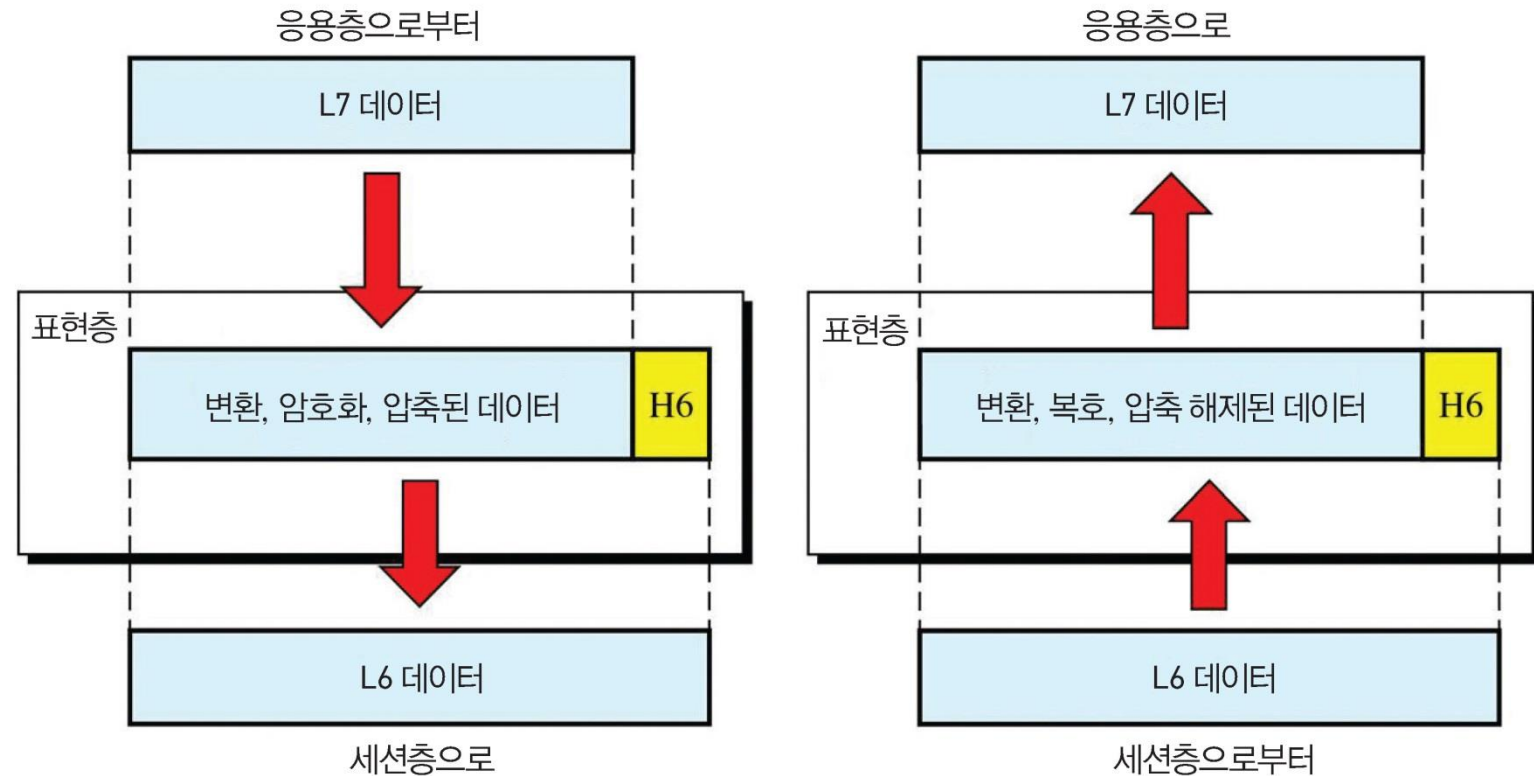 응용층으로부터
L7 데이터
표현층
변환, 암호화, 압축된 데이터
H6
L6 데이터
세션층으로
응용층으로
L7 데이터
표현층
변환, 복호, 압축 해제된 데이터
H6
L6 데이터
세션층으로부터